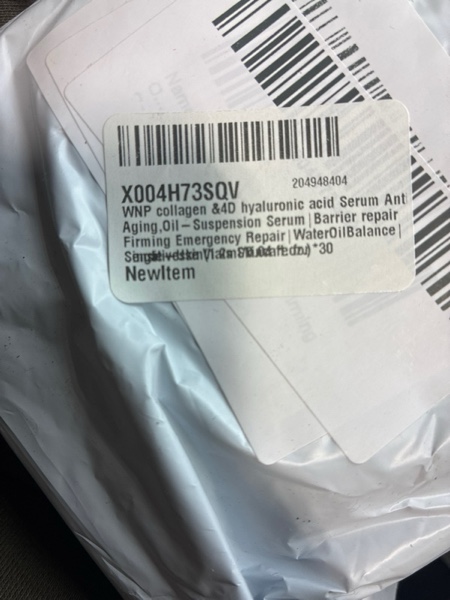 X004H73SQV
204948404
WNP collagen &4D hyaluronic acid Serum Ant
Aging,Oil–Suspension Serum|Barrier repair
Firming Emergency Repair|WaterOilBalance|
*30
NewItem